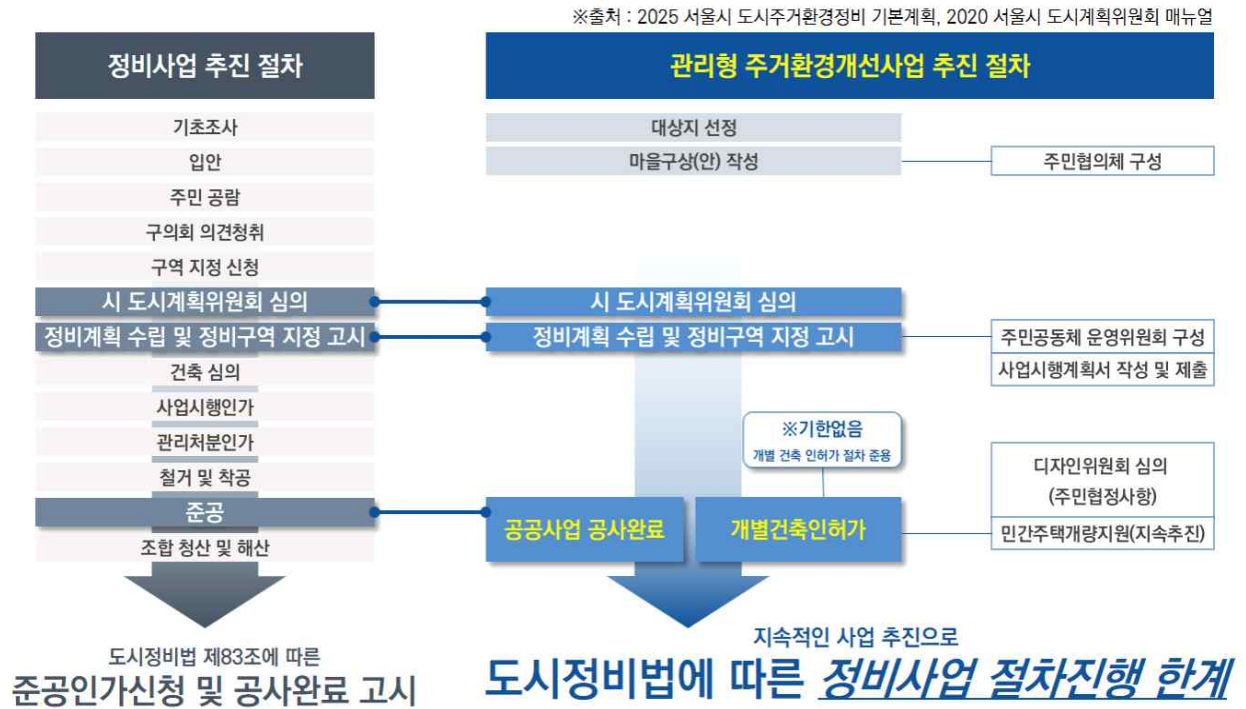 ※출처 : 2025 서울시 도시주거환경정비 기본계획, 2020 서울시 도시계획위원회 매뉴얼
정비사업 추진 절차
기초조사
입안
주민 공람
구의회 의견청취
구역 지정 신청
시 도시계획위원회 심의
정비계획 수립 및 정비구역 지정 고시
건축 심의
사업시행인가
관리처분인가
철거 및 착공
준공
조합 청산 및 해산
도시정비법 제83조에 따른
준공인가신청 및 공사완료 고시
관리형 주거환경개선사업 추진 절차
대상지 선정
마을구상(안) 작성
주민협의체 구성
시 도시계획위원회 심의
정비계획 수립 및 정비구역 지정 고시
주민공동체 운영위원회 구성
사업시행계획서 작성 및 제출
※기한없음
개별 건축 인허가 절차 준용
공공사업 공사완료
개별건축인허가
디자인위원회 심의
(주민협정사항)
민간주택개량지원(지속추진)
지속적인 사업 추진으로
도시정비법에 따른 정비사업 절차진행 한계